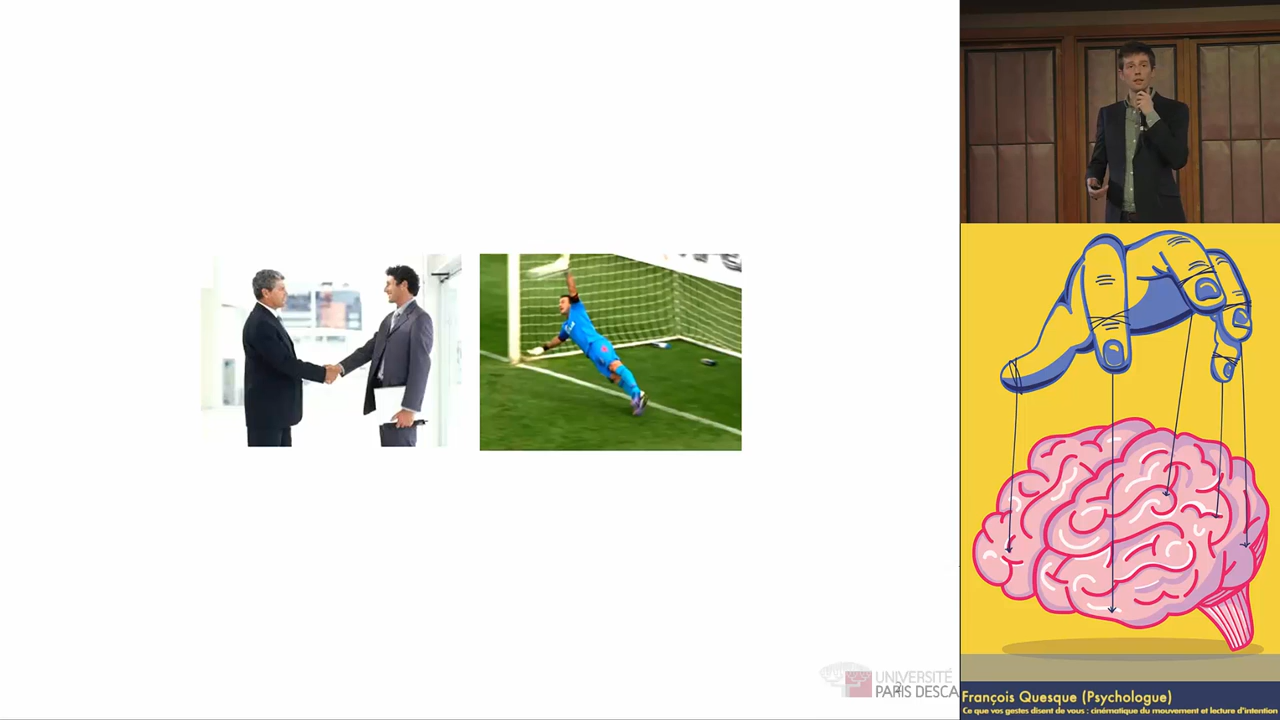 UNIVERSITÉ
PARIS DESCA
François Quesque (Psychologue)
Ce que vos gestes disent de vous : cinématique du mouvement et lecture d'intention